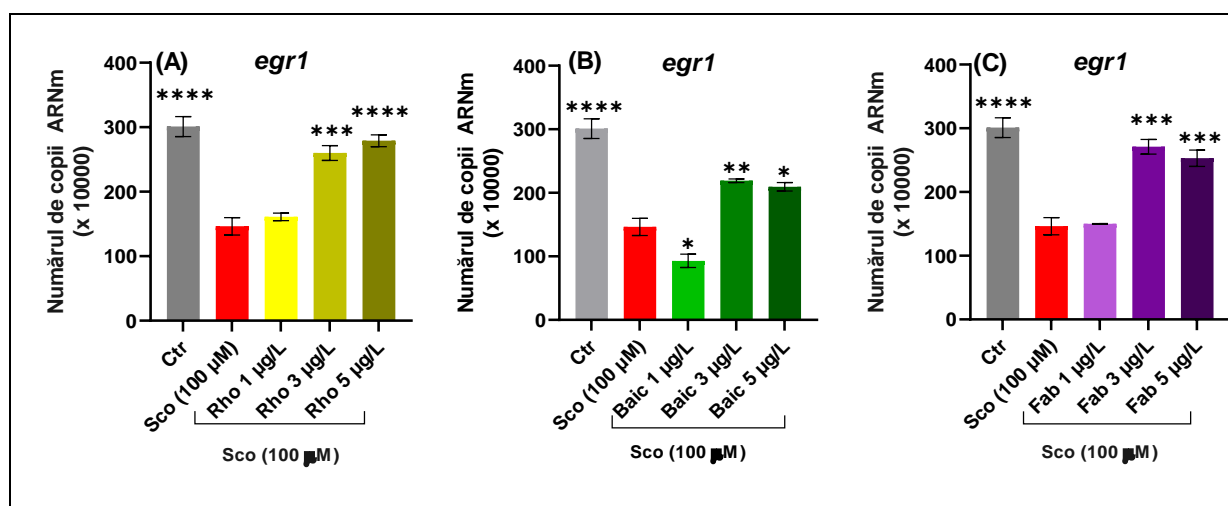 (A) egr1
Numărul de copii ARNm
(x 10000)
400
300
200
100
0
****
***
****
Ctr
Sco (100 µM)
Rho 1 µg/L
Rho 3 µg/L
Rho 5 µg/L
Sco (100 µM)
(B) egr1
Numărul de copii ARNm
(x 10000)
400
300
200
100
0
****
*
**
*
Ctr
Sco (100 µM)
Baic 1 µg/L
Baic 3 µg/L
Baic 5 µg/L
Sco (100 µM)
(C) egr1
Numărul de copii ARNm
(x 10000)
400
300
200
100
0
****
***
***
Ctr
Sco (100 µM)
Fab 1 µg/L
Fab 3 µg/L
Fab 5 µg/L
Sco (100 µM)